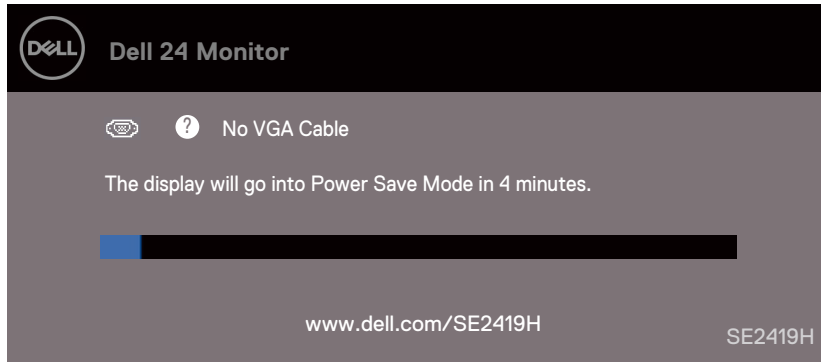 DELL
Dell 24 Monitor
? No VGA Cable
The display will go into Power Save Mode in 4 minutes.
www.dell.com/SE2419H
SE2419H